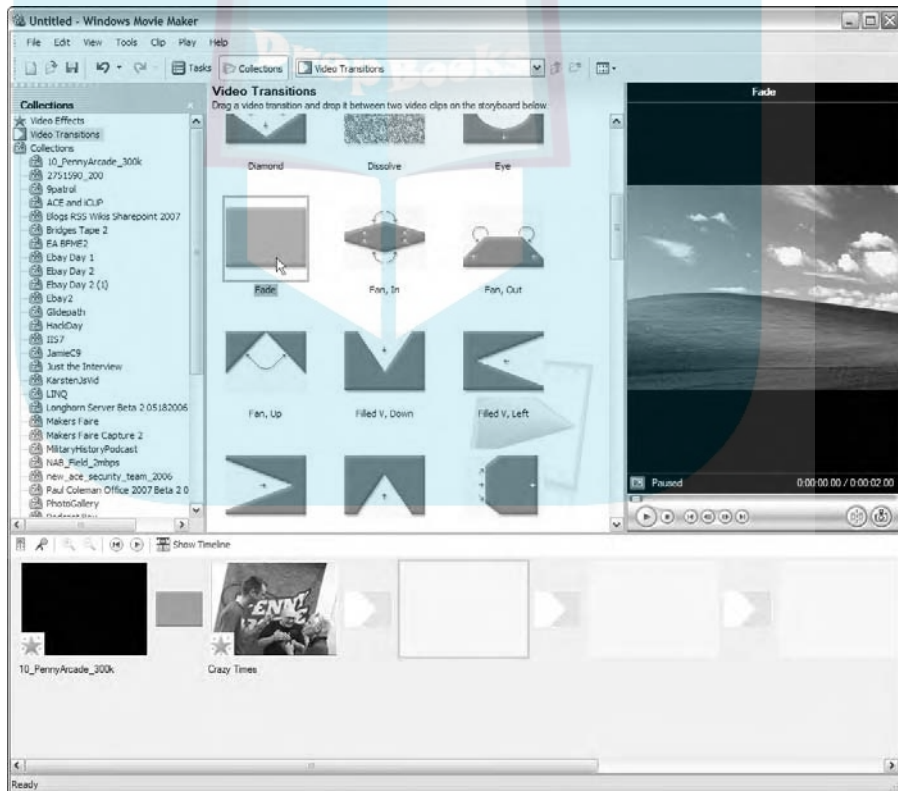 Untitled - Windows Movie Maker
File Edit View Tools Clip Play Help
Tasks Collections Video Transitions
Drop Books
Collections
Video Effects
Video Transitions
Collections
10_PennyArcade_300k
2751590_200
9patrol
ACE and iCUP
Blogs RSS Wikis Sharepoint 2007
Bridges Tape 2
EA BFME2
Ebay Day 1
Ebay Day 2
Ebay Day 2 (1)
Ebay2
Glidepath
HackDay
IIS7
JamieC9
Just the Interview
KarstenJsVid
LINQ
Longhorn Server Beta 2 05182006
Makers Faire
Makers Faire Capture 2
MilitaryHistoryPodcast
NAB_Field_2mbps
new_ace_security_team_2006
Paul Coleman Office 2007 Beta 2 0
PhotoGallery
Video Transitions
Drag a video transition and drop it between two video clips on the storyboard below.
Diamond Dissolve Eye
Fade Fan, In Fan, Out
Fan, Up Filled V, Down Filled V, Left
Fade
Paused 0:00:00.00 / 0:00:02.00
Show Timeline
10_PennyArcade_300k Crazy Times
Ready